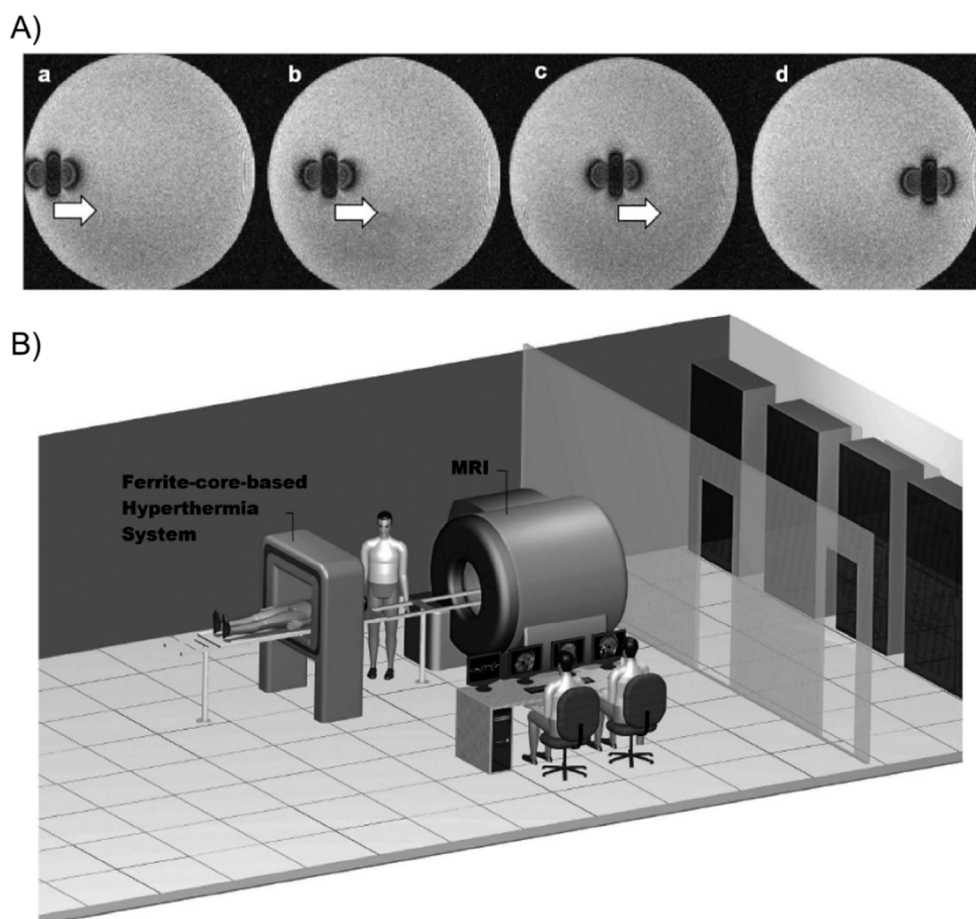 A)
a
b
c
d
B)
Ferrite-core-based
Hyperthermia
System
MRI